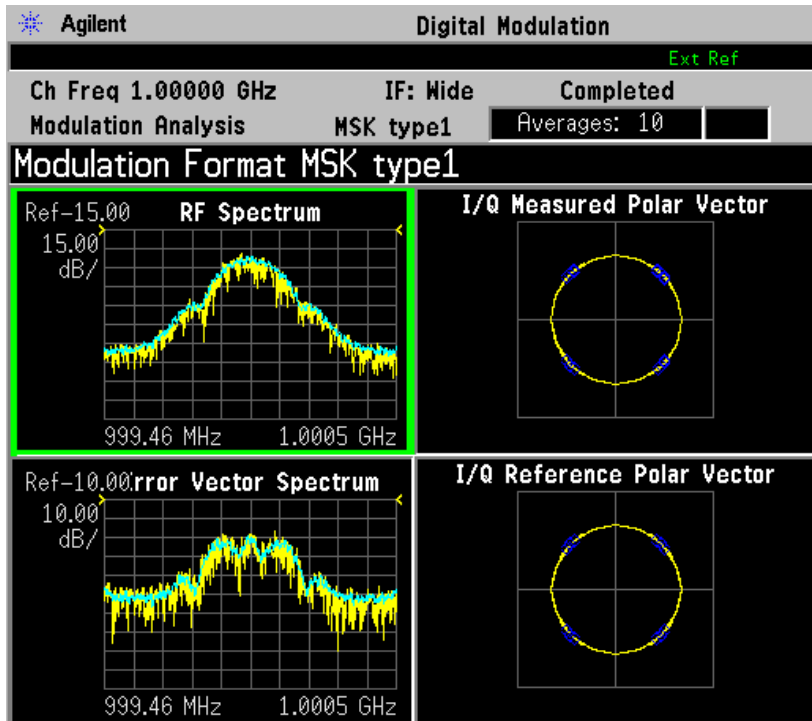 Agilent
Digital Modulation
Ext Ref
Ch Freq 1.00000 GHz
IF: Wide
Completed
Modulation Analysis
MSK type1
Averages: 10
Modulation Format MSK type1
Ref-15.00
RF Spectrum
15.00
dB/
999.46 MHz
1.0005 GHz
I/Q Measured Polar Vector
Ref-10.00
rror Vector Spectrum
10.00
dB/
999.46 MHz
1.0005 GHz
I/Q Reference Polar Vector